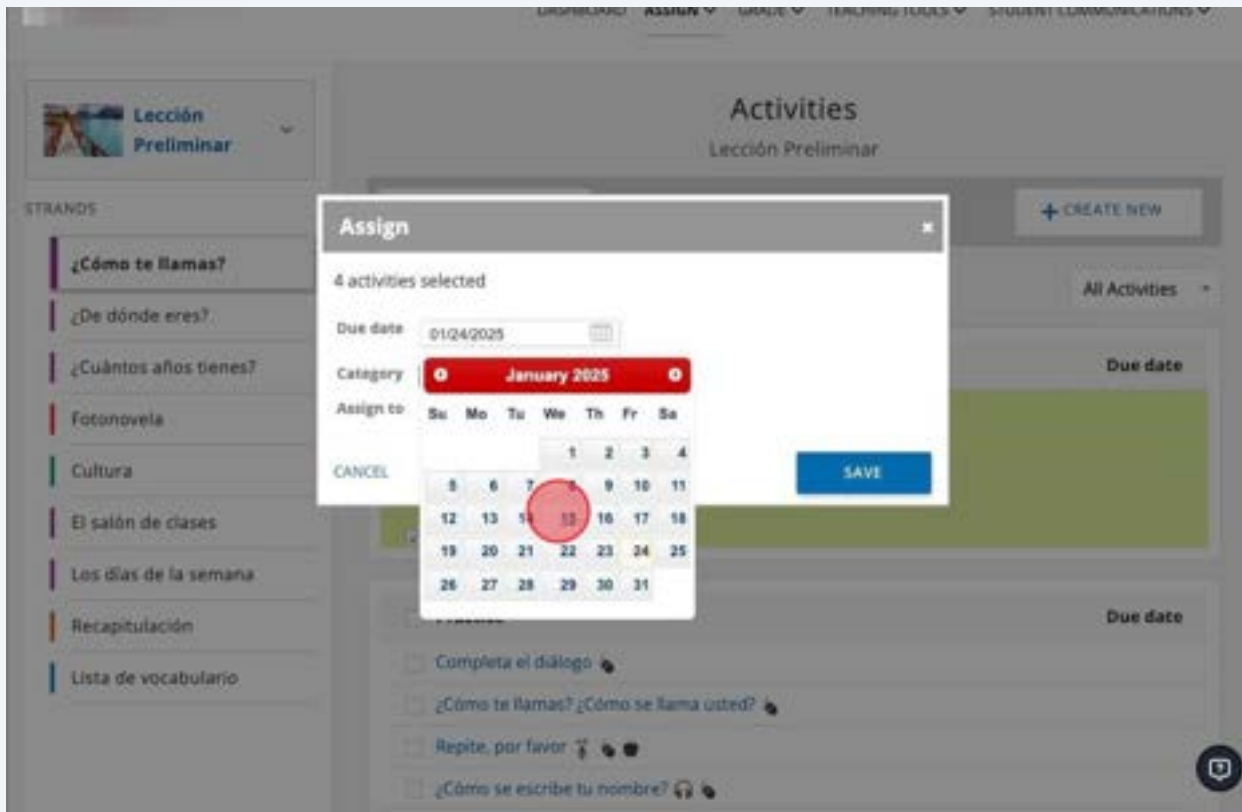 DASHBOARD ASSIGN GRADE TEACHING TOOLS STUDENT COMMUNICATIONS
Lección
Preliminar
STRANDS
¿Cómo te llamas?
¿De dónde eres?
¿Cuántos años tienes?
Fotonovela
Cultura
El salón de clases
Los días de la semana
Recapitulación
Lista de vocabulario
Activities
Lección Preliminar
+ CREATE NEW
All Activities
Due date
Assign
4 activities selected
Due date 01/24/2025
Category
Assign to
January 2025
Su Mo Tu We Th Fr Sa
1 2 3 4
5 6 7 8 9 10 11
12 13 14 15 16 17 18
19 20 21 22 23 24 25
26 27 28 29 30 31
CANCEL
SAVE
Due date
Completa el diálogo
¿Cómo te llamas? ¿Cómo se llama usted?
Repite, por favor
¿Cómo se escribe tu nombre?